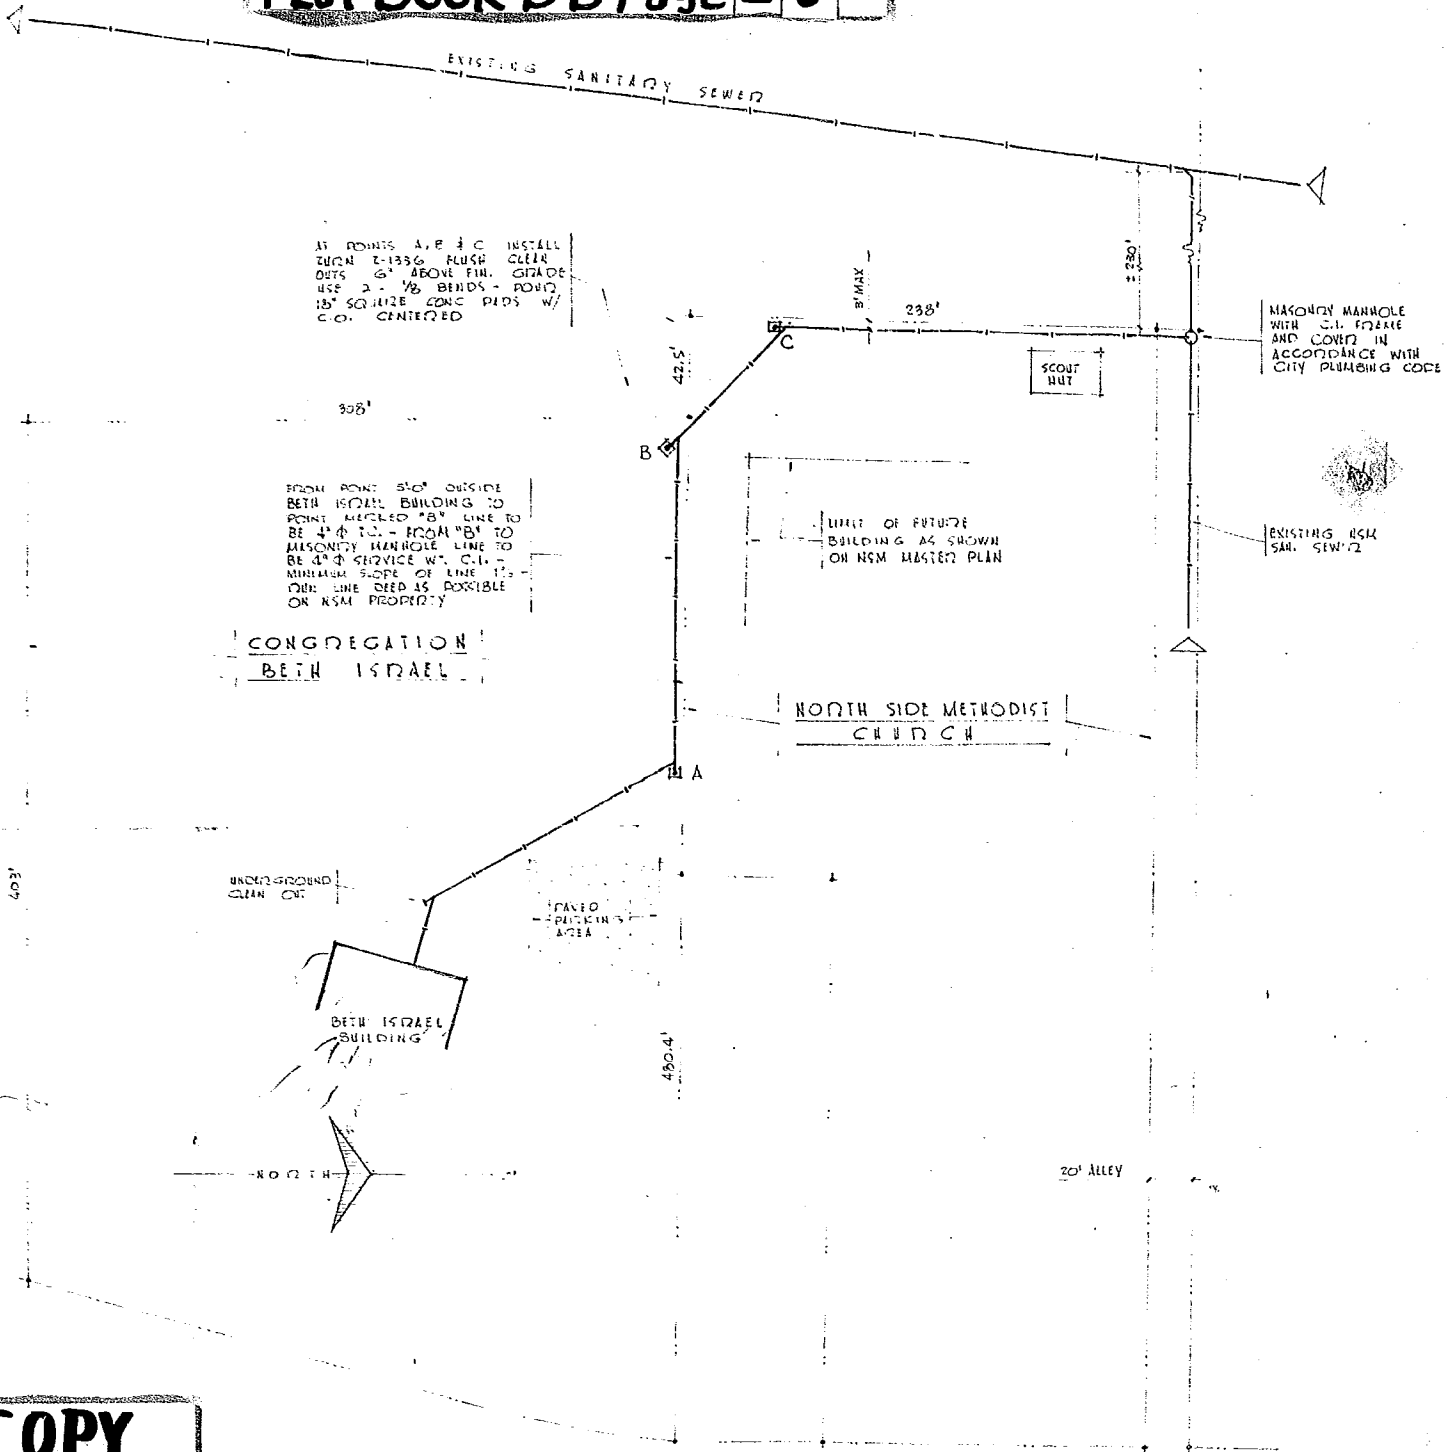 EXISTING SANITARY SEWER
AT POINTS A, B & C INSTALL
ZURN Z-1336 FLUSH CLEAN
OUTS 6" ABOVE FIN. GRADE
USE 2 - 1/8 BENDS - POUR
18" SQUARE CONC PADS W/
C.O. CENTERED
3' MAX
238'
± 230'
MASONRY MANHOLE
WITH C.I. FRAME
AND COVER IN
ACCORDANCE WITH
CITY PLUMBING CODE
C
SCOUT
HUT
42.5'
308'
B
FROM POINT 5'-0" OUTSIDE
BETH ISRAEL BUILDING TO
POINT MARKED "B" LINE TO
BE 4" Φ T.C. - FROM "B" TO
MASONRY MANHOLE LINE TO
BE 4" Φ SERVICE WT. C.I. -
MINIMUM SLOPE OF LINE
RUN LINE DEEP AS POSSIBLE
ON NSM PROPERTY
LIMIT OF FUTURE
BUILDING AS SHOWN
ON NSM MASTER PLAN
EXISTING NSM
SAN. SEWER
CONGREGATION
BETH ISRAEL
NORTH SIDE METHODIST
CHURCH
A
403'
UNDERGROUND
CLEAN OUT
PAVED
PARKING
AREA
BETH ISRAEL
BUILDING
480.4'
NORTH
20' ALLEY
COPY